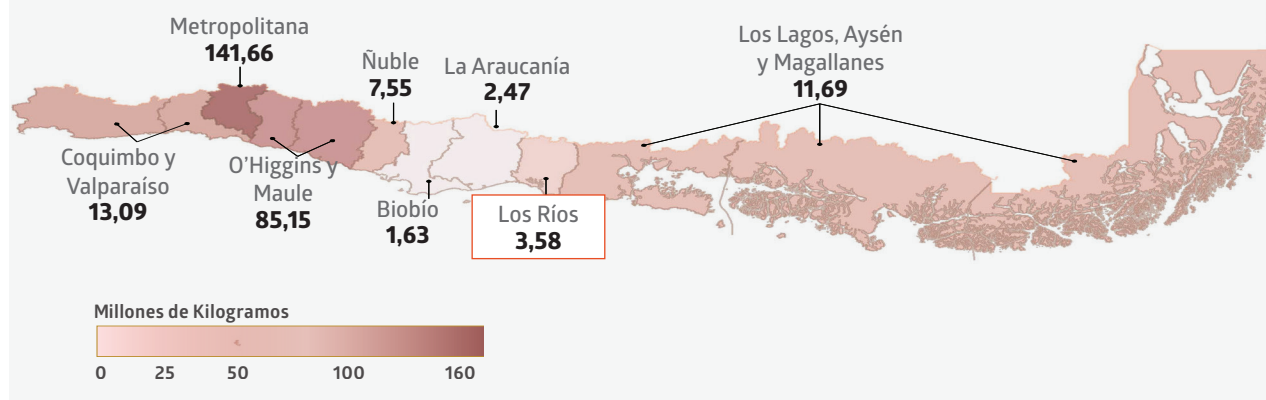 Metropolitana
141,66
Ñuble
7,55
La Araucanía
2,47
Los Lagos, Aysén
y Magallanes
11,69
Coquimbo y
Valparaíso
13,09
O'Higgins y
Maule
85,15
Biobío
1,63
Los Ríos
3,58
Millones de Kilogramos
0 25 50 100 160